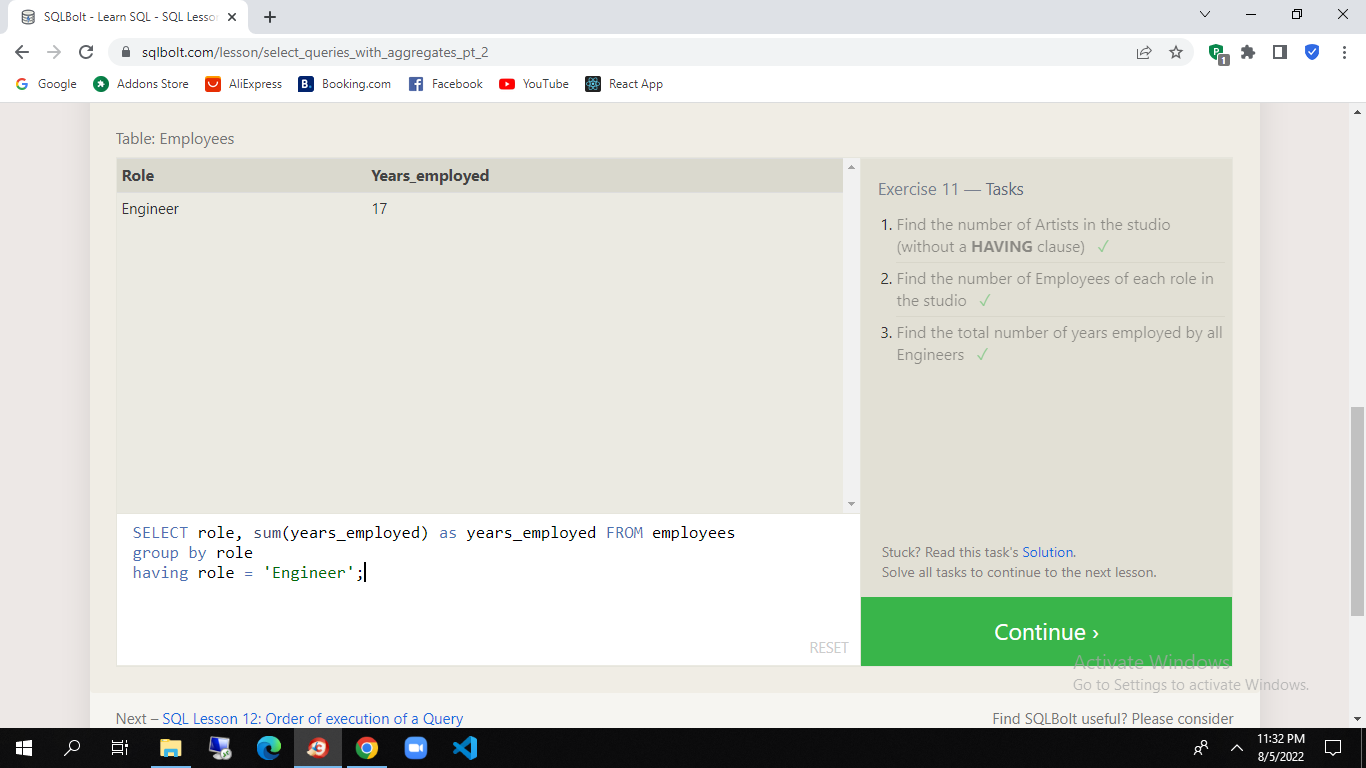 SQLBolt - Learn SQL - SQL Lesson
sqlbolt.com/lesson/select_queries_with_aggregates_pt_2
1
Google Addons Store AliExpress B. Booking.com Facebook YouTube React App
Table: Employees
Role Years_employed
Engineer 17
Exercise 11 — Tasks
1. Find the number of Artists in the studio
(without a HAVING clause) ✓
2. Find the number of Employees of each role in
the studio ✓
3. Find the total number of years employed by all
Engineers ✓
SELECT role, sum(years_employed) as years_employed FROM employees
group by role
having role = 'Engineer';
RESET
Stuck? Read this task's Solution.
Solve all tasks to continue to the next lesson.
Continue ›
Activate Windows
Go to Settings to activate Windows.
Next – SQL Lesson 12: Order of execution of a Query
Find SQLBolt useful? Please consider
11:32 PM
8/5/2022